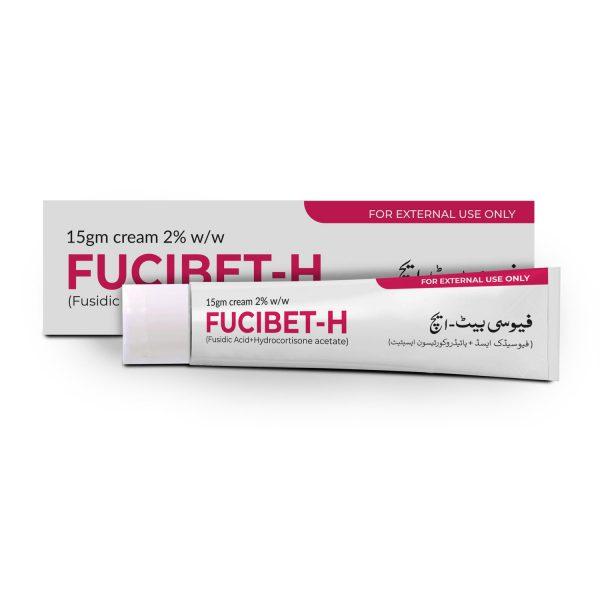 FOR EXTERNAL USE ONLY
15gm cream 2% w/w
FUCIBET-H
(Fusidic
FOR EXTERNAL USE ONLY
15gm cream 2% w/w
FUCIBET-H
(Fusidic Acid+Hydrocortisone acetate)
فیوسی بیٹ-ایچ
(فیوسیڈک ایسڈ + ہائیڈروکورٹیسون ایسیٹیٹ)